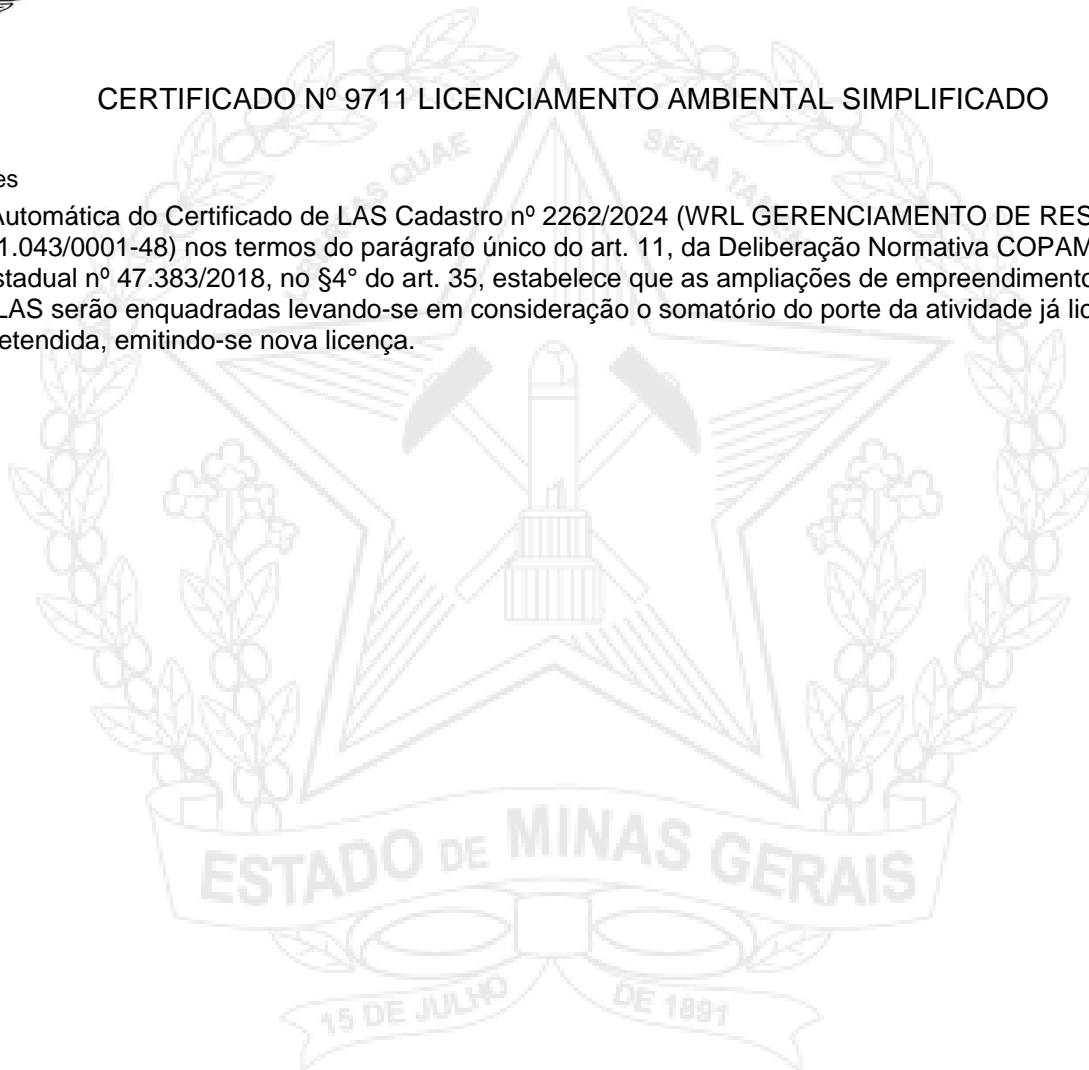 CERTIFICADO Nº 9711 LICENCIAMENTO AMBIENTAL SIMPLIFICADO
es
Automática do Certificado de LAS Cadastro nº 2262/2024 (WRL GERENCIAMENTO DE RES
1.043/0001-48) nos termos do parágrafo único do art. 11, da Deliberação Normativa COPAM
stadual nº 47.383/2018, no §4° do art. 35, estabelece que as ampliações de empreendimento
LAS serão enquadradas levando-se em consideração o somatório do porte da atividade já lic
etendida, emitindo-se nova licença.
QUAE SERA TAMEN
ESTADO DE MINAS GERAIS
15 DE JULHO DE 1891